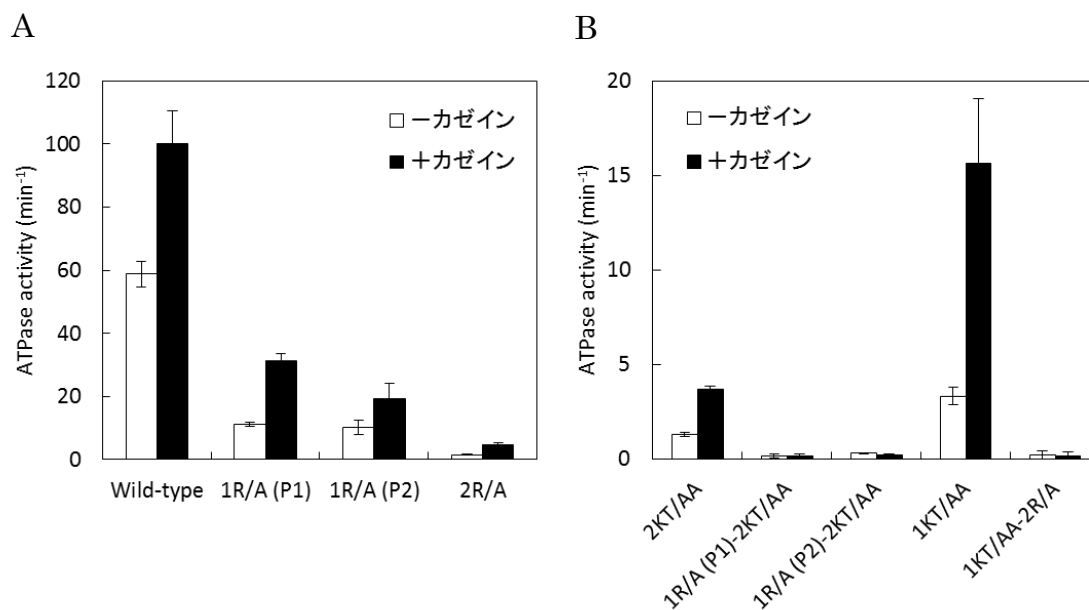 A
ATPase activity (min-1)
120
100
80
60
40
20
0
ーカゼイン
＋カゼイン
Wild-type
1R/A (P1)
1R/A (P2)
2R/A
B
ATPase activity (min-1)
20
15
10
5
0
ーカゼイン
＋カゼイン
2KT/AA
1R/A (P1)-2KT/AA
1R/A (P2)-2KT/AA
1KT/AA
1KT/AA-2R/A